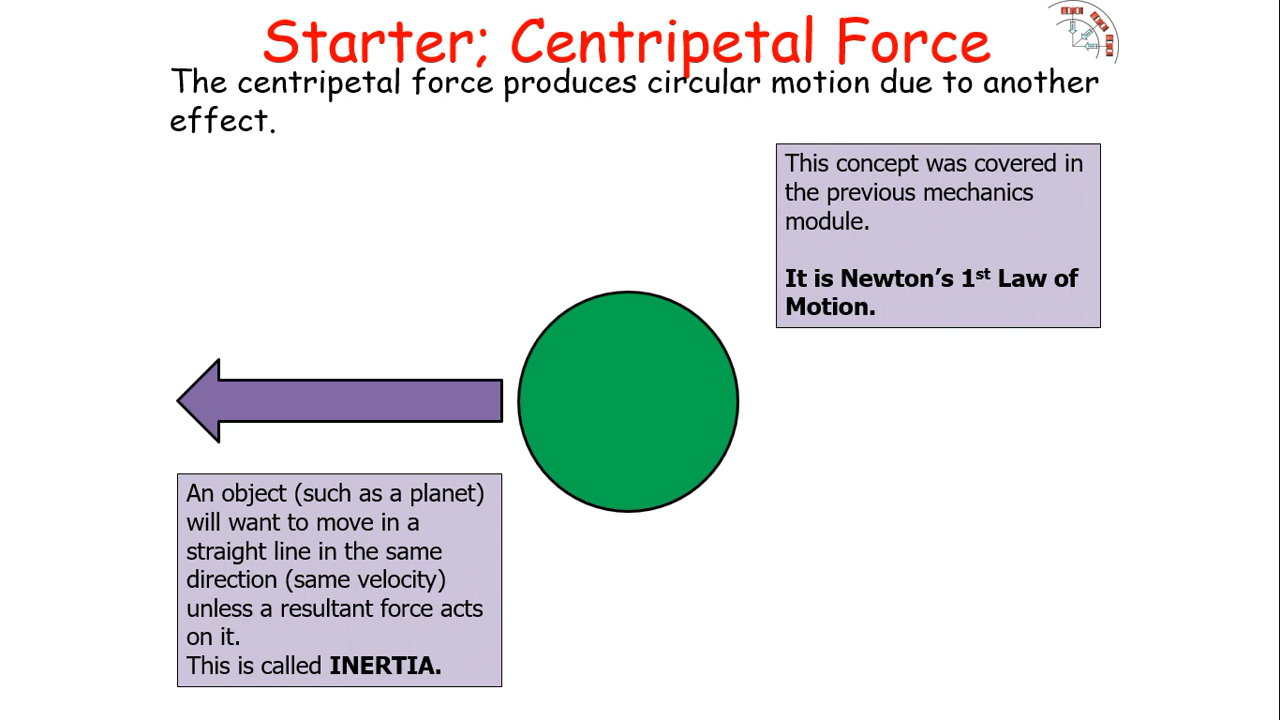 Starter; Centripetal Force
The centripetal force produces circular motion due to another
effect.
This concept was covered in
the previous mechanics
module.
It is Newton’s 1st Law of
Motion.
An object (such as a planet)
will want to move in a
straight line in the same
direction (same velocity)
unless a resultant force acts
on it.
This is called INERTIA.